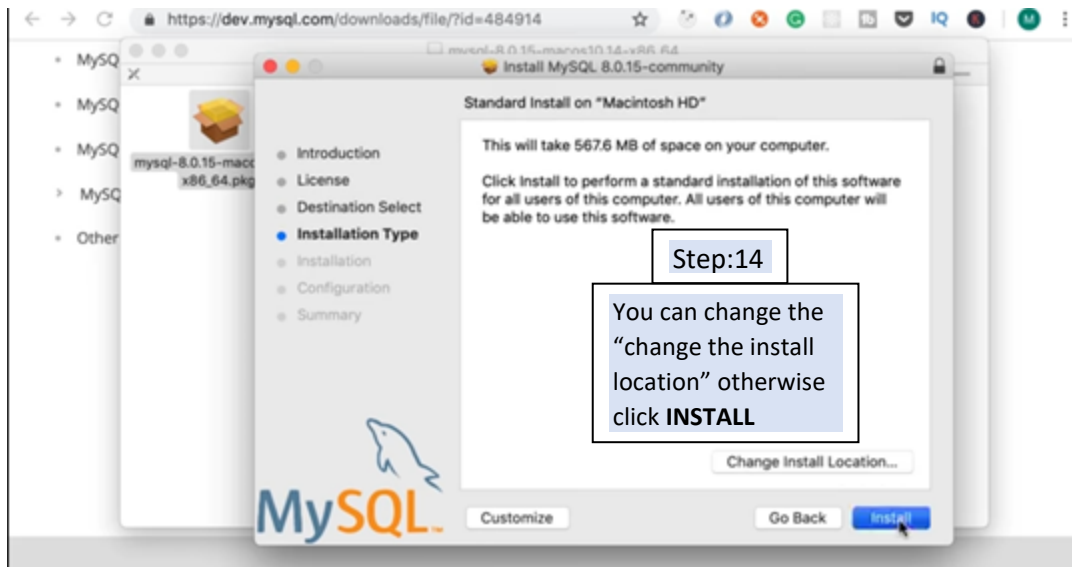 https://dev.mysql.com/downloads/file/?id=484914
mysql-8.0.15-macos10.14-x86_64
Install MySQL 8.0.15-community
MySQ
MySQ
MySQ
MySQ
Other
mysql-8.0.15-maco
x86_64.pkg
Standard Install on "Macintosh HD"
Introduction
License
Destination Select
Installation Type
Installation
Configuration
Summary
This will take 567.6 MB of space on your computer.
Click Install to perform a standard installation of this software
for all users of this computer. All users of this computer will
be able to use this software.
Step:14
You can change the
“change the install
location” otherwise
click INSTALL
Change Install Location...
MySQL
Customize
Go Back
Install